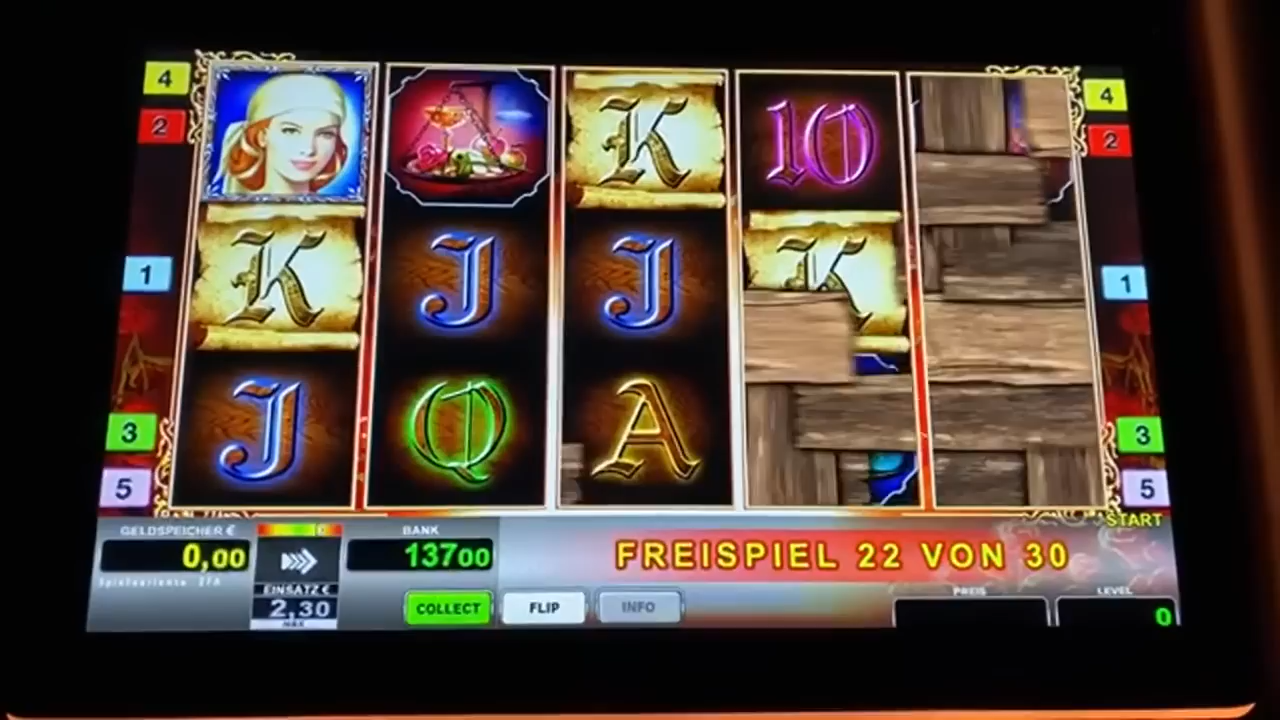 4 K 10 4
2 2
1 K J J K 1
3 J Q A 3
5 5
START
GELDSPEICHER € BANK
0,00 13700 FREISPIEL 22 VON 30
EINSATZ € PREIS LEVEL
2,30 COLLECT FLIP INFO 0
MAX